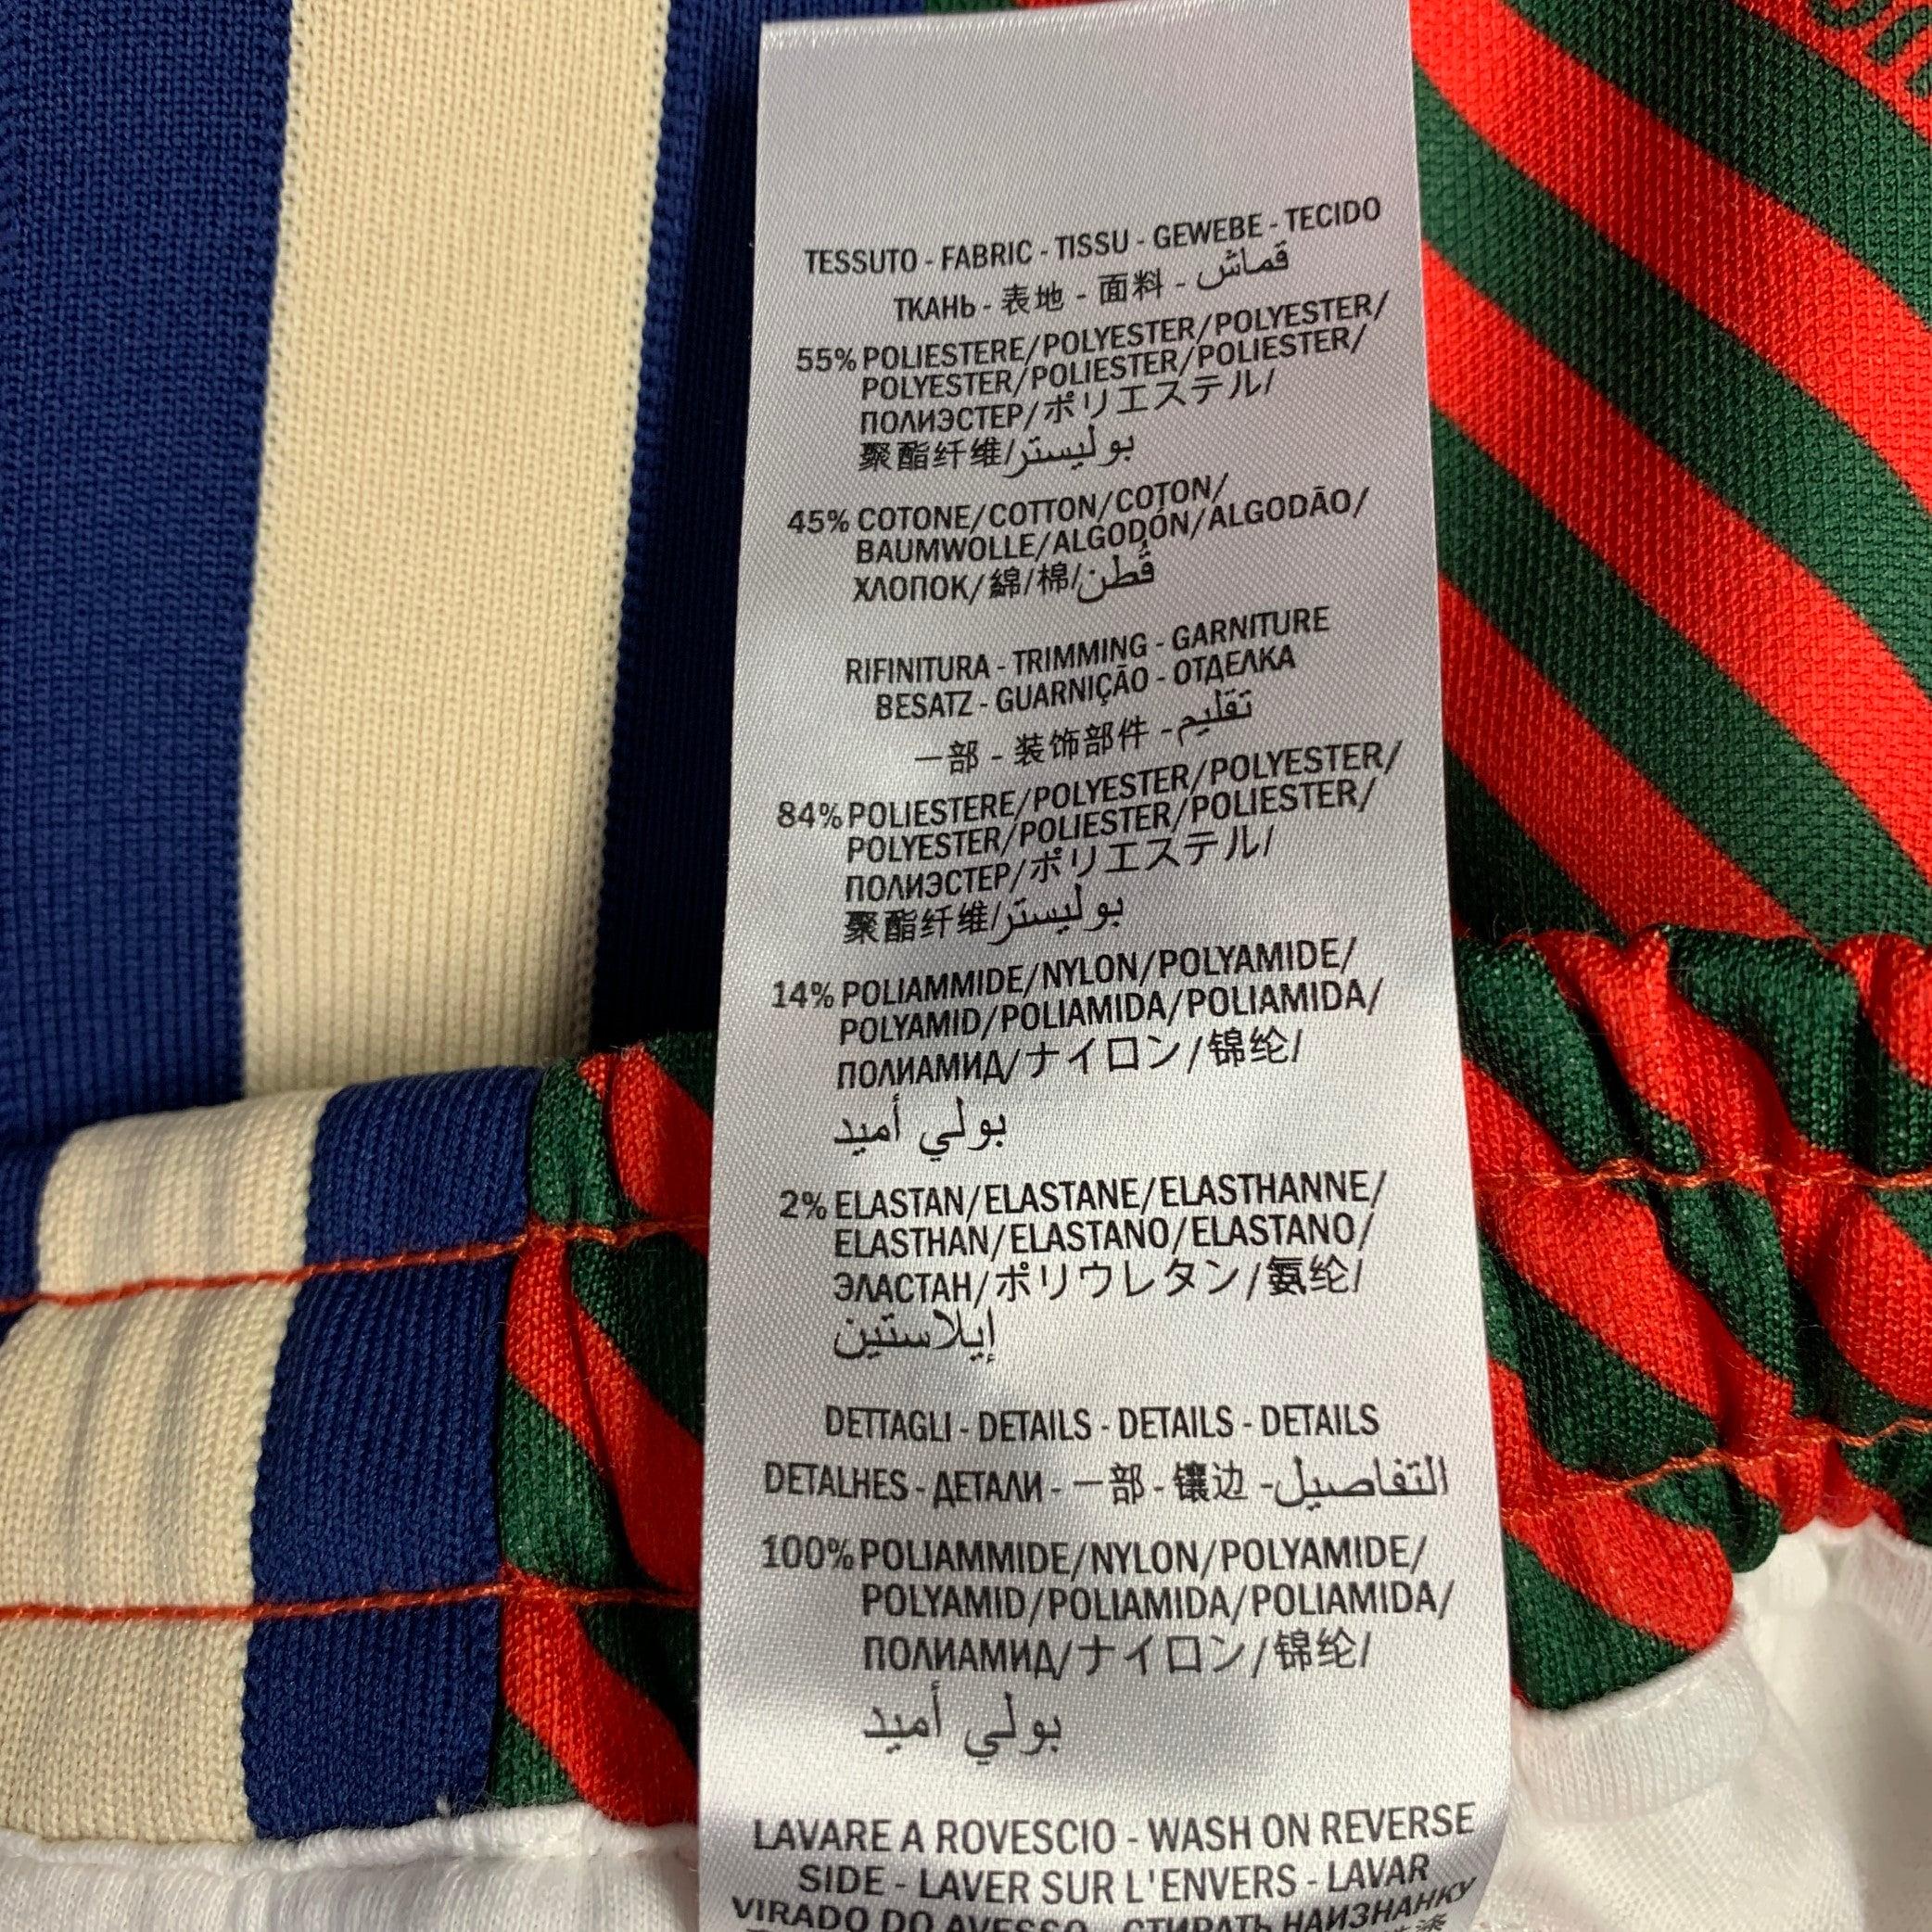 TESSUTO - FABRIC - TISSU - GEWEBE - TECIDO
ТКАНЬ - 表地 - 面料 - قماش
55% POLIESTERE/POLYESTER/POLYESTER/
POLYESTER/POLIESTER/POLIESTER/
ПОЛИЭСТЕР/ポリエステル/
聚酯纤维/بوليستر
45% COTONE/COTTON/COTON/
BAUMWOLLE/ALGODÓN/ALGODÃO/
ХЛОПОК/綿/棉/قُطن
RIFINITURA - TRIMMING - GARNITURE
BESATZ - GUARNIÇÃO - ОТДЕЛКА
一部 - 装饰部件 - تقليم
84% POLIESTERE/POLYESTER/POLYESTER/
POLYESTER/POLIESTER/POLIESTER/
ПОЛИЭСТЕР/ポリエステル/
聚酯纤维/بوليستر
14% POLIAMMIDE/NYLON/POLYAMIDE/
POLYAMID/POLIAMIDA/POLIAMIDA/
ПОЛИАМИД/ナイロン/锦纶/
بولي أميد
2% ELASTAN/ELASTANE/ELASTHANNE/
ELASTHAN/ELASTANO/ELASTANO/
ЭЛАСТАН/ポリウレタン/氨纶/
إيلاستين
DETTAGLI - DETAILS - DETAILS - DETAILS
DETALHES - ДЕТАЛИ - 一部 - 镶边 - التفاصيل
100% POLIAMMIDE/NYLON/POLYAMIDE/
POLYAMID/POLIAMIDA/POLIAMIDA/
ПОЛИАМИД/ナイロン/锦纶/
بولي أميد
LAVARE A ROVESCIO - WASH ON REVERSE
SIDE - LAVER SUR L'ENVERS - LAVAR
VIRADO DO AVESSO - СТИРАТЬ НАИЗНАНКУ